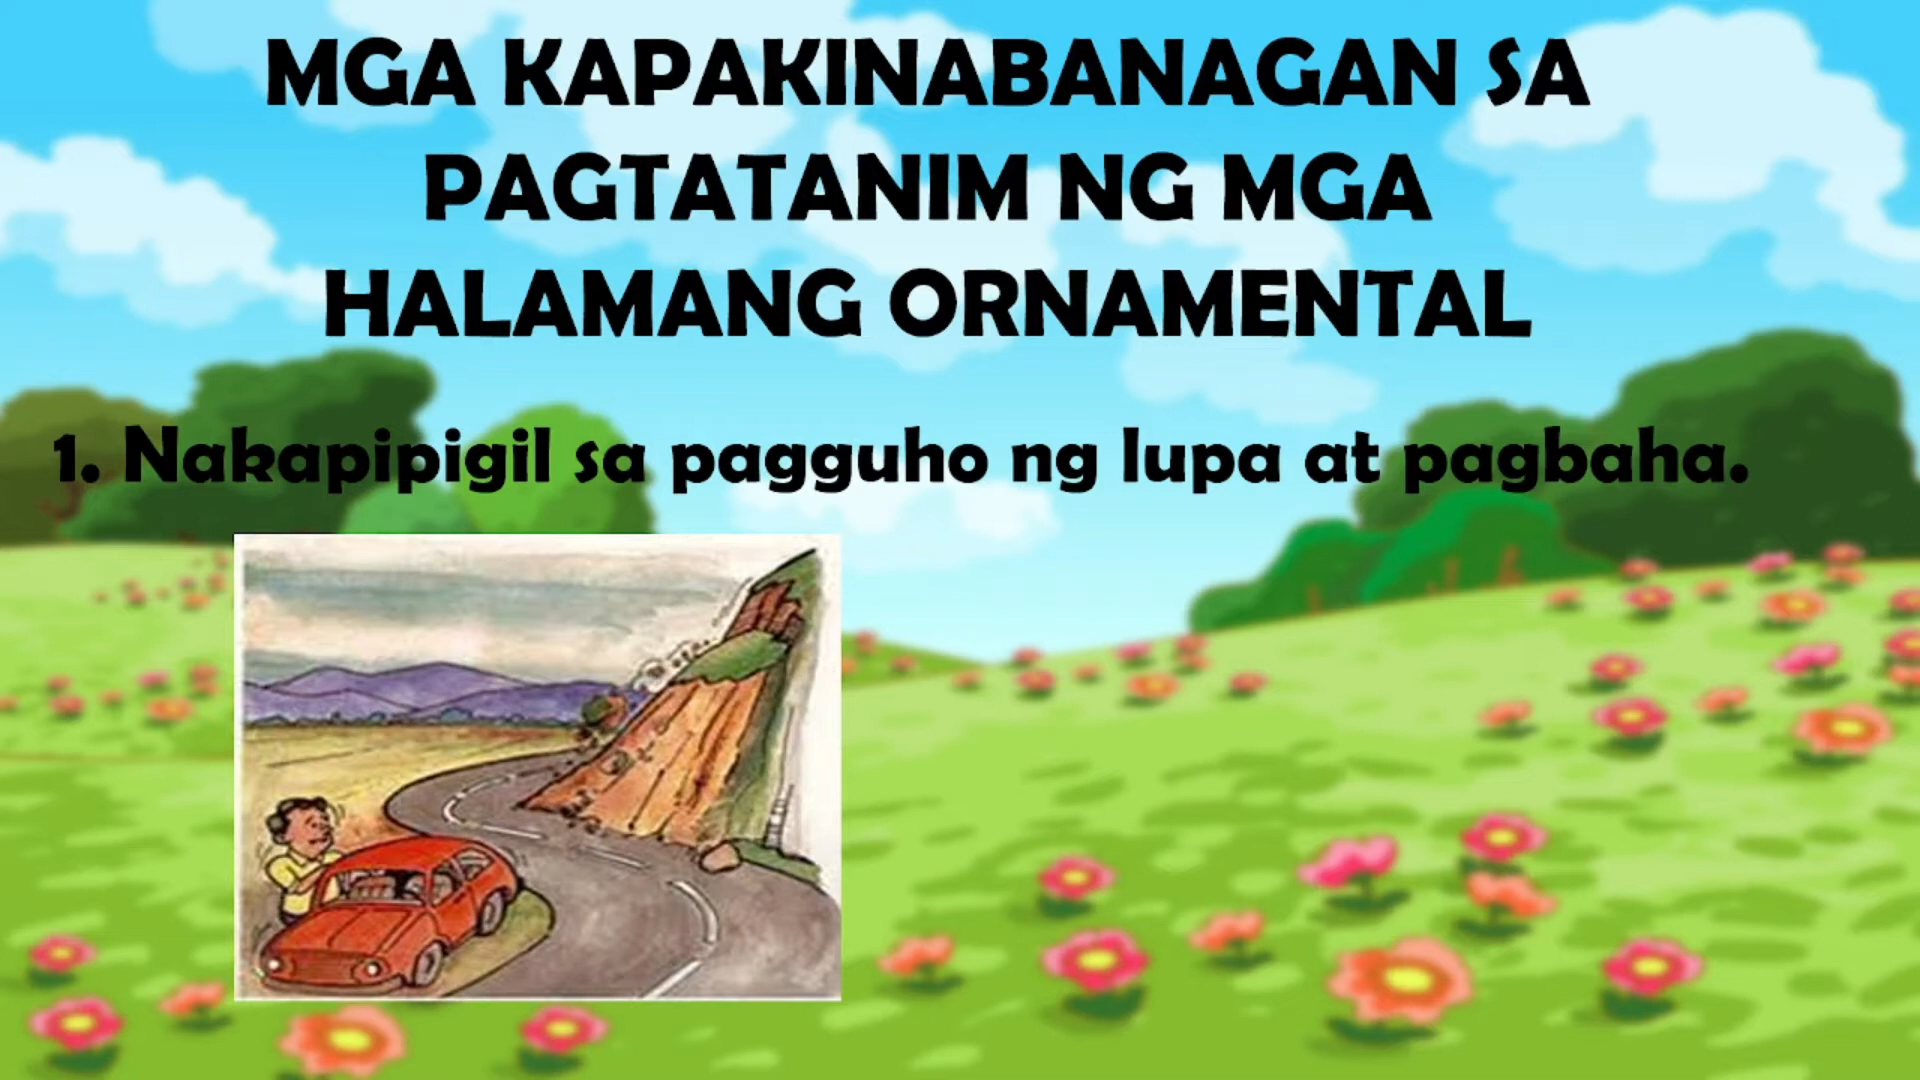 MGA KAPAKINABANAGAN SA
PAGTATANIM NG MGA
HALAMANG ORNAMENTAL
1. Nakapipigil sa pagguho ng lupa at pagbaha.